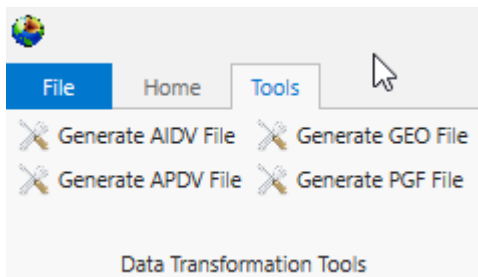 File Home Tools
Generate AIDV File Generate GEO File
Generate APDV File Generate PGF File
Data Transformation Tools